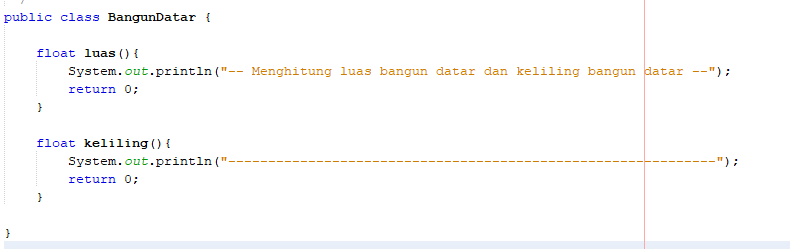 public class BangunDatar {
float luas(){
System.out.println("-- Menghitung luas bangun datar dan keliling bangun datar --");
return 0;
}
float keliling(){
System.out.println("-------------------------------------------------------------");
return 0;
}
}